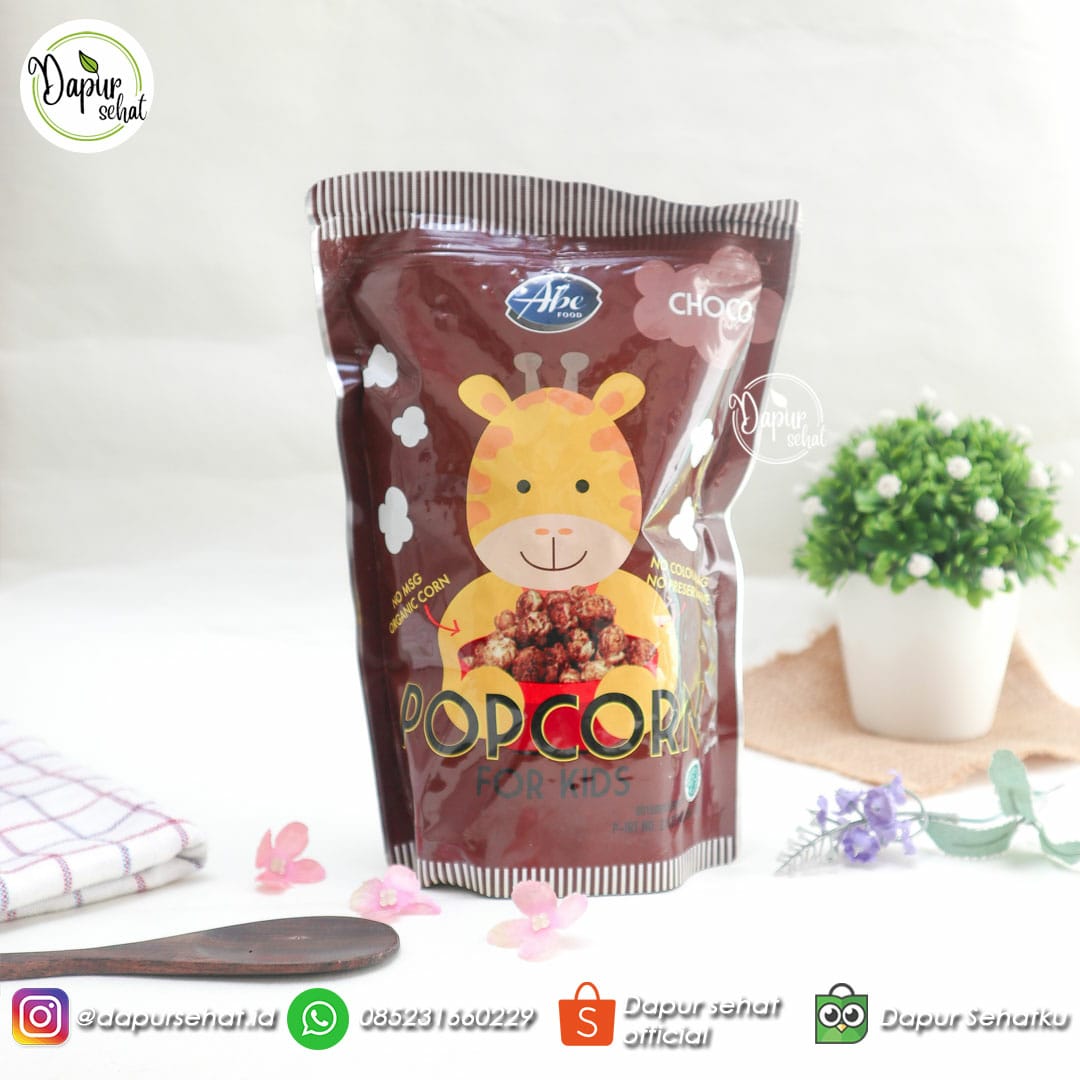 Dapur
sehat
Abe
FOOD
CHOCO
Dapur
sehat
NO MSG
ORGANIC CORN
POPCORN
FOR KIDS
@dapursehat.id
085231660229
Dapur sehat
official
Dapur Sehatku